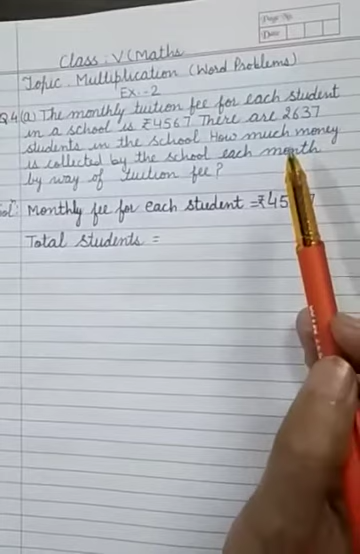 Page No.
Date
Class: V (Maths
Topic: Multiplication (Word Problems)
Ex:-2
Q4(a) The monthly tuition fee for each student
in a school is ₹4567 There are 2637
students in the school How much money
is collected by the school each month
by way of tuition fee?
Monthly fee for each student = ₹45 7
Total students =